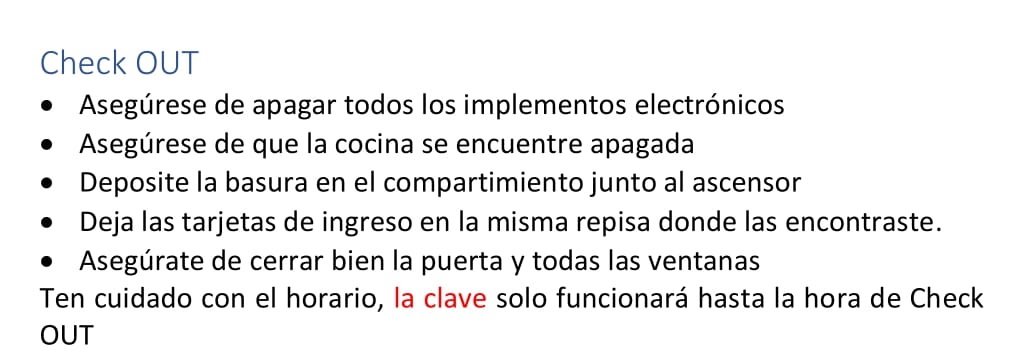 Check OUT
• Asegúrese de apagar todos los implementos electrónicos
• Asegúrese de que la cocina se encuentre apagada
• Deposite la basura en el compartimiento junto al ascensor
• Deja las tarjetas de ingreso en la misma repisa donde las encontraste.
• Asegúrate de cerrar bien la puerta y todas las ventanas
Ten cuidado con el horario, la clave solo funcionará hasta la hora de Check
OUT